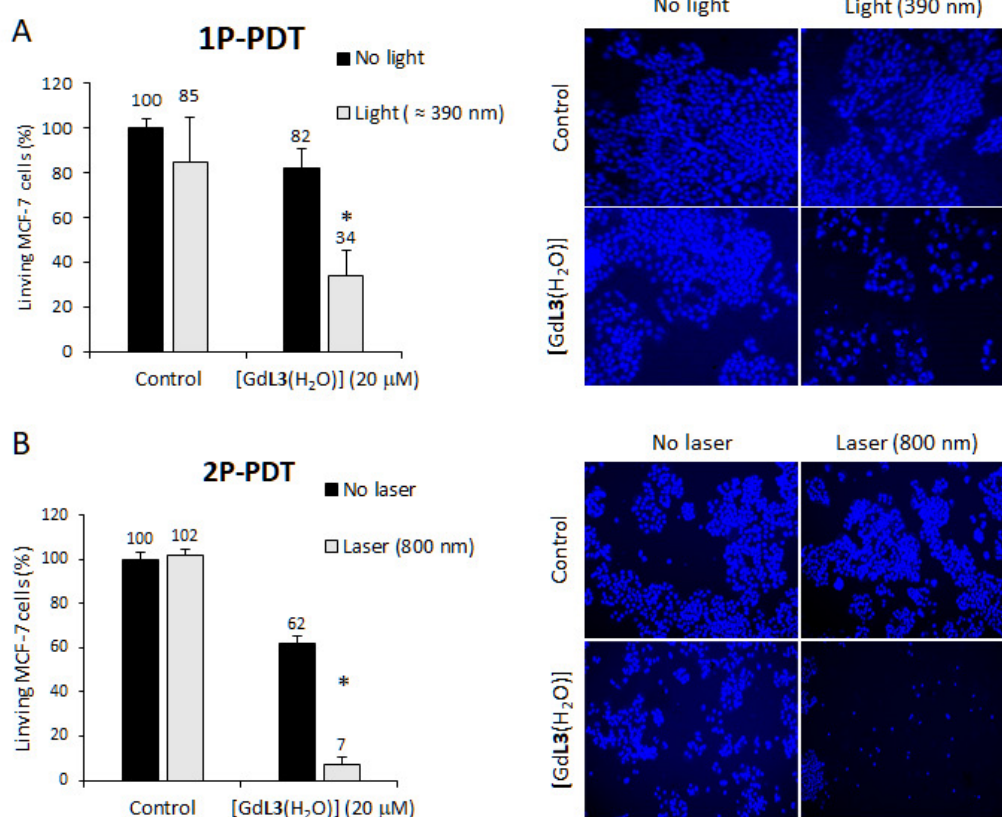 A
1P-PDT
No light
Light ( ≈ 390 nm)
Linving MCF-7 cells (%)
120
100
80
60
40
20
0
100
85
82
*
34
Control
[GdL3(H₂O)] (20 μM)
No light
Light (390 nm)
Control
[GdL3(H₂O)]
B
2P-PDT
No laser
Laser (800 nm)
Linving MCF-7 cells (%)
120
100
80
60
40
20
0
100
102
62
*
7
Control
[GdL3(H₂O)] (20 μM)
No laser
Laser (800 nm)
Control
[GdL3(H₂O)]